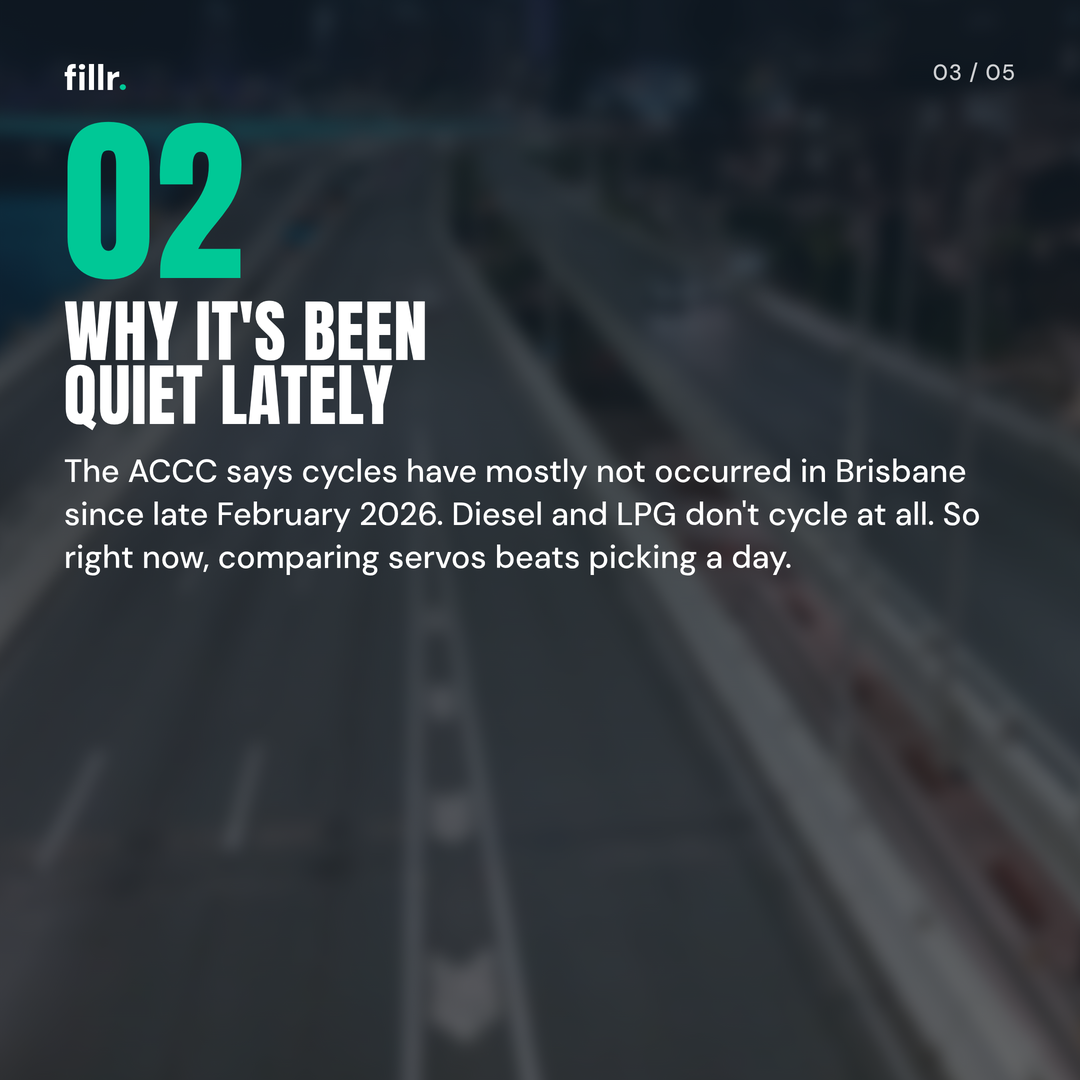 fillr.
03 / 05
02
WHY IT'S BEEN
QUIET LATELY
The ACCC says cycles have mostly not occurred in Brisbane
since late February 2026. Diesel and LPG don't cycle at all. So
right now, comparing servos beats picking a day.